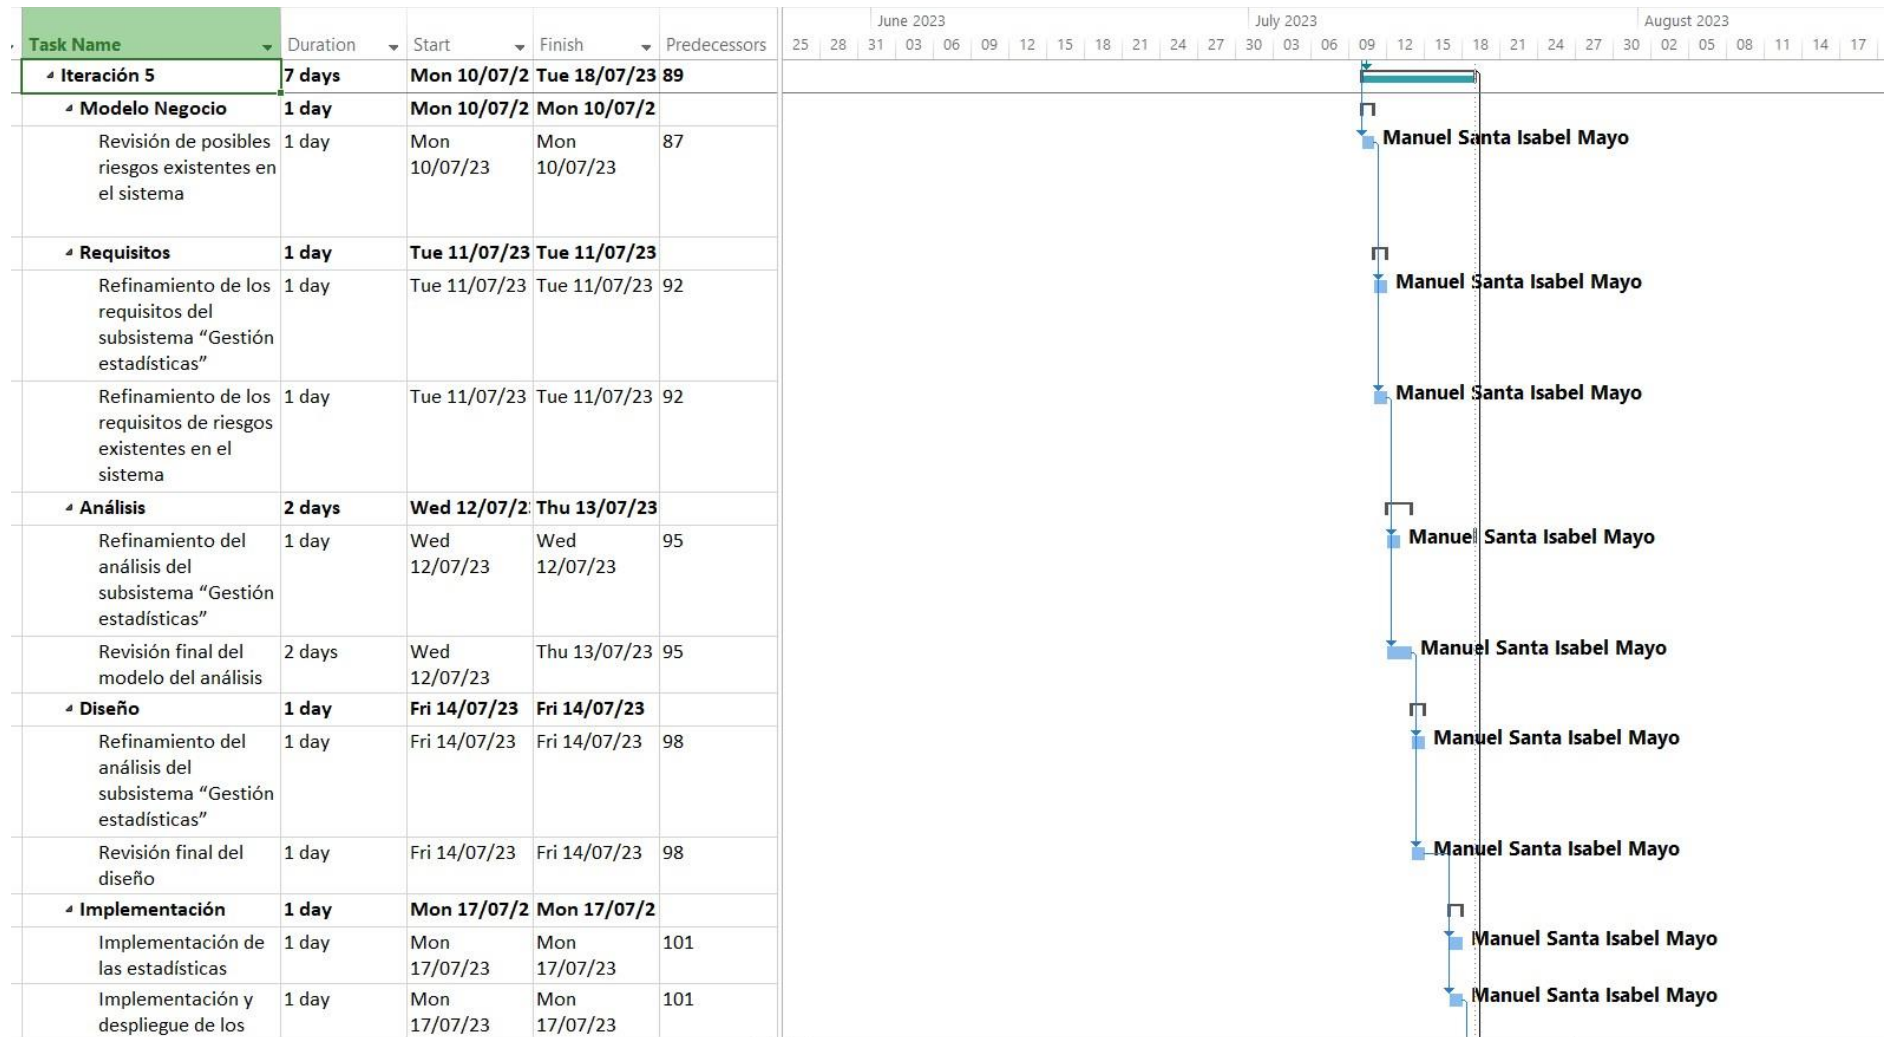 June 2023 July 2023 August 2023
Task Name Duration Start Finish Predecessors 25 28 31 03 06 09 12 15 18 21 24 27 30 03 06 09 12 15 18 21 24 27 30 02 05 08 11 14 17
Iteración 5 7 days Mon 10/07/2 Tue 18/07/23 89
Modelo Negocio 1 day Mon 10/07/2 Mon 10/07/2
Revisión de posibles 1 day Mon Mon 87 Manuel Santa Isabel Mayo
riesgos existentes en 10/07/23 10/07/23
el sistema
Requisitos 1 day Tue 11/07/23 Tue 11/07/23
Refinamiento de los 1 day Tue 11/07/23 Tue 11/07/23 92 Manuel Santa Isabel Mayo
requisitos del
subsistema “Gestión
estadísticas”
Refinamiento de los 1 day Tue 11/07/23 Tue 11/07/23 92 Manuel Santa Isabel Mayo
requisitos de riesgos
existentes en el
sistema
Análisis 2 days Wed 12/07/2 Thu 13/07/23
Refinamiento del 1 day Wed Wed 95 Manuel Santa Isabel Mayo
análisis del 12/07/23 12/07/23
subsistema “Gestión
estadísticas”
Revisión final del 2 days Wed Thu 13/07/23 95 Manuel Santa Isabel Mayo
modelo del análisis 12/07/23
Diseño 1 day Fri 14/07/23 Fri 14/07/23
Refinamiento del 1 day Fri 14/07/23 Fri 14/07/23 98 Manuel Santa Isabel Mayo
análisis del
subsistema “Gestión
estadísticas”
Revisión final del 1 day Fri 14/07/23 Fri 14/07/23 98 Manuel Santa Isabel Mayo
diseño
Implementación 1 day Mon 17/07/2 Mon 17/07/2
Implementación de 1 day Mon Mon 101 Manuel Santa Isabel Mayo
las estadísticas 17/07/23 17/07/23
Implementación y 1 day Mon Mon 101 Manuel Santa Isabel Mayo
despliegue de los 17/07/23 17/07/23